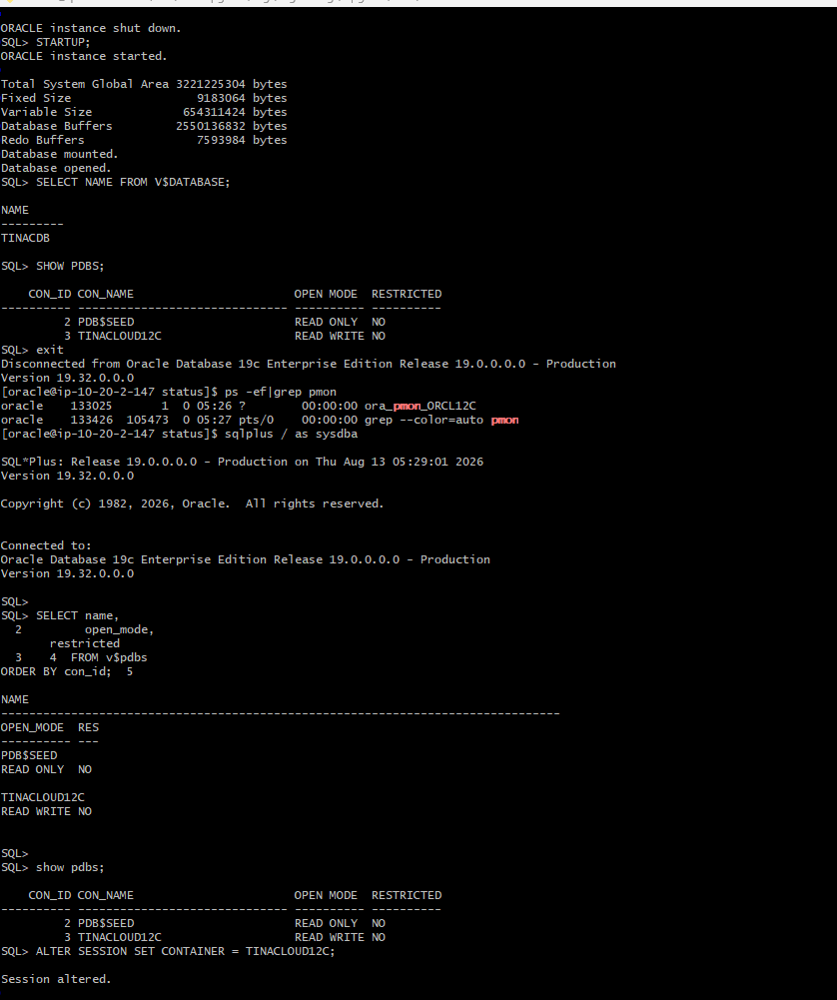 ORACLE instance shut down.
SQL> STARTUP;
ORACLE instance started.

Total System Global Area 3221225304 bytes
Fixed Size                  9183064 bytes
Variable Size             654311424 bytes
Database Buffers         2550136832 bytes
Redo Buffers                7593984 bytes
Database mounted.
Database opened.
SQL> SELECT NAME FROM V$DATABASE;

NAME
---------
TINACDB

SQL> SHOW PDBS;

    CON_ID CON_NAME                       OPEN MODE  RESTRICTED
---------- ------------------------------ ---------- ----------
         2 PDB$SEED                       READ ONLY  NO
         3 TINACLOUD12C                   READ WRITE NO
SQL> exit
Disconnected from Oracle Database 19c Enterprise Edition Release 19.0.0.0.0 - Production
Version 19.32.0.0.0
[oracle@ip-10-20-2-147 status]$ ps -ef|grep pmon
oracle    133025       1  0 05:26 ?        00:00:00 ora_pmon_ORCL12C
oracle    133426  105473  0 05:27 pts/0    00:00:00 grep --color=auto pmon
[oracle@ip-10-20-2-147 status]$ sqlplus / as sysdba

SQL*Plus: Release 19.0.0.0.0 - Production on Thu Aug 13 05:29:01 2026
Version 19.32.0.0.0

Copyright (c) 1982, 2026, Oracle.  All rights reserved.


Connected to:
Oracle Database 19c Enterprise Edition Release 19.0.0.0.0 - Production
Version 19.32.0.0.0

SQL>
SQL> SELECT name,
  2         open_mode,
       restricted
  3    4  FROM v$pdbs
ORDER BY con_id;  5

NAME
--------------------------------------------------------------------------------
OPEN_MODE  RES
---------- ---
PDB$SEED
READ ONLY  NO

TINACLOUD12C
READ WRITE NO


SQL>
SQL> show pdbs;

    CON_ID CON_NAME                       OPEN MODE  RESTRICTED
---------- ------------------------------ ---------- ----------
         2 PDB$SEED                       READ ONLY  NO
         3 TINACLOUD12C                   READ WRITE NO
SQL> ALTER SESSION SET CONTAINER = TINACLOUD12C;

Session altered.